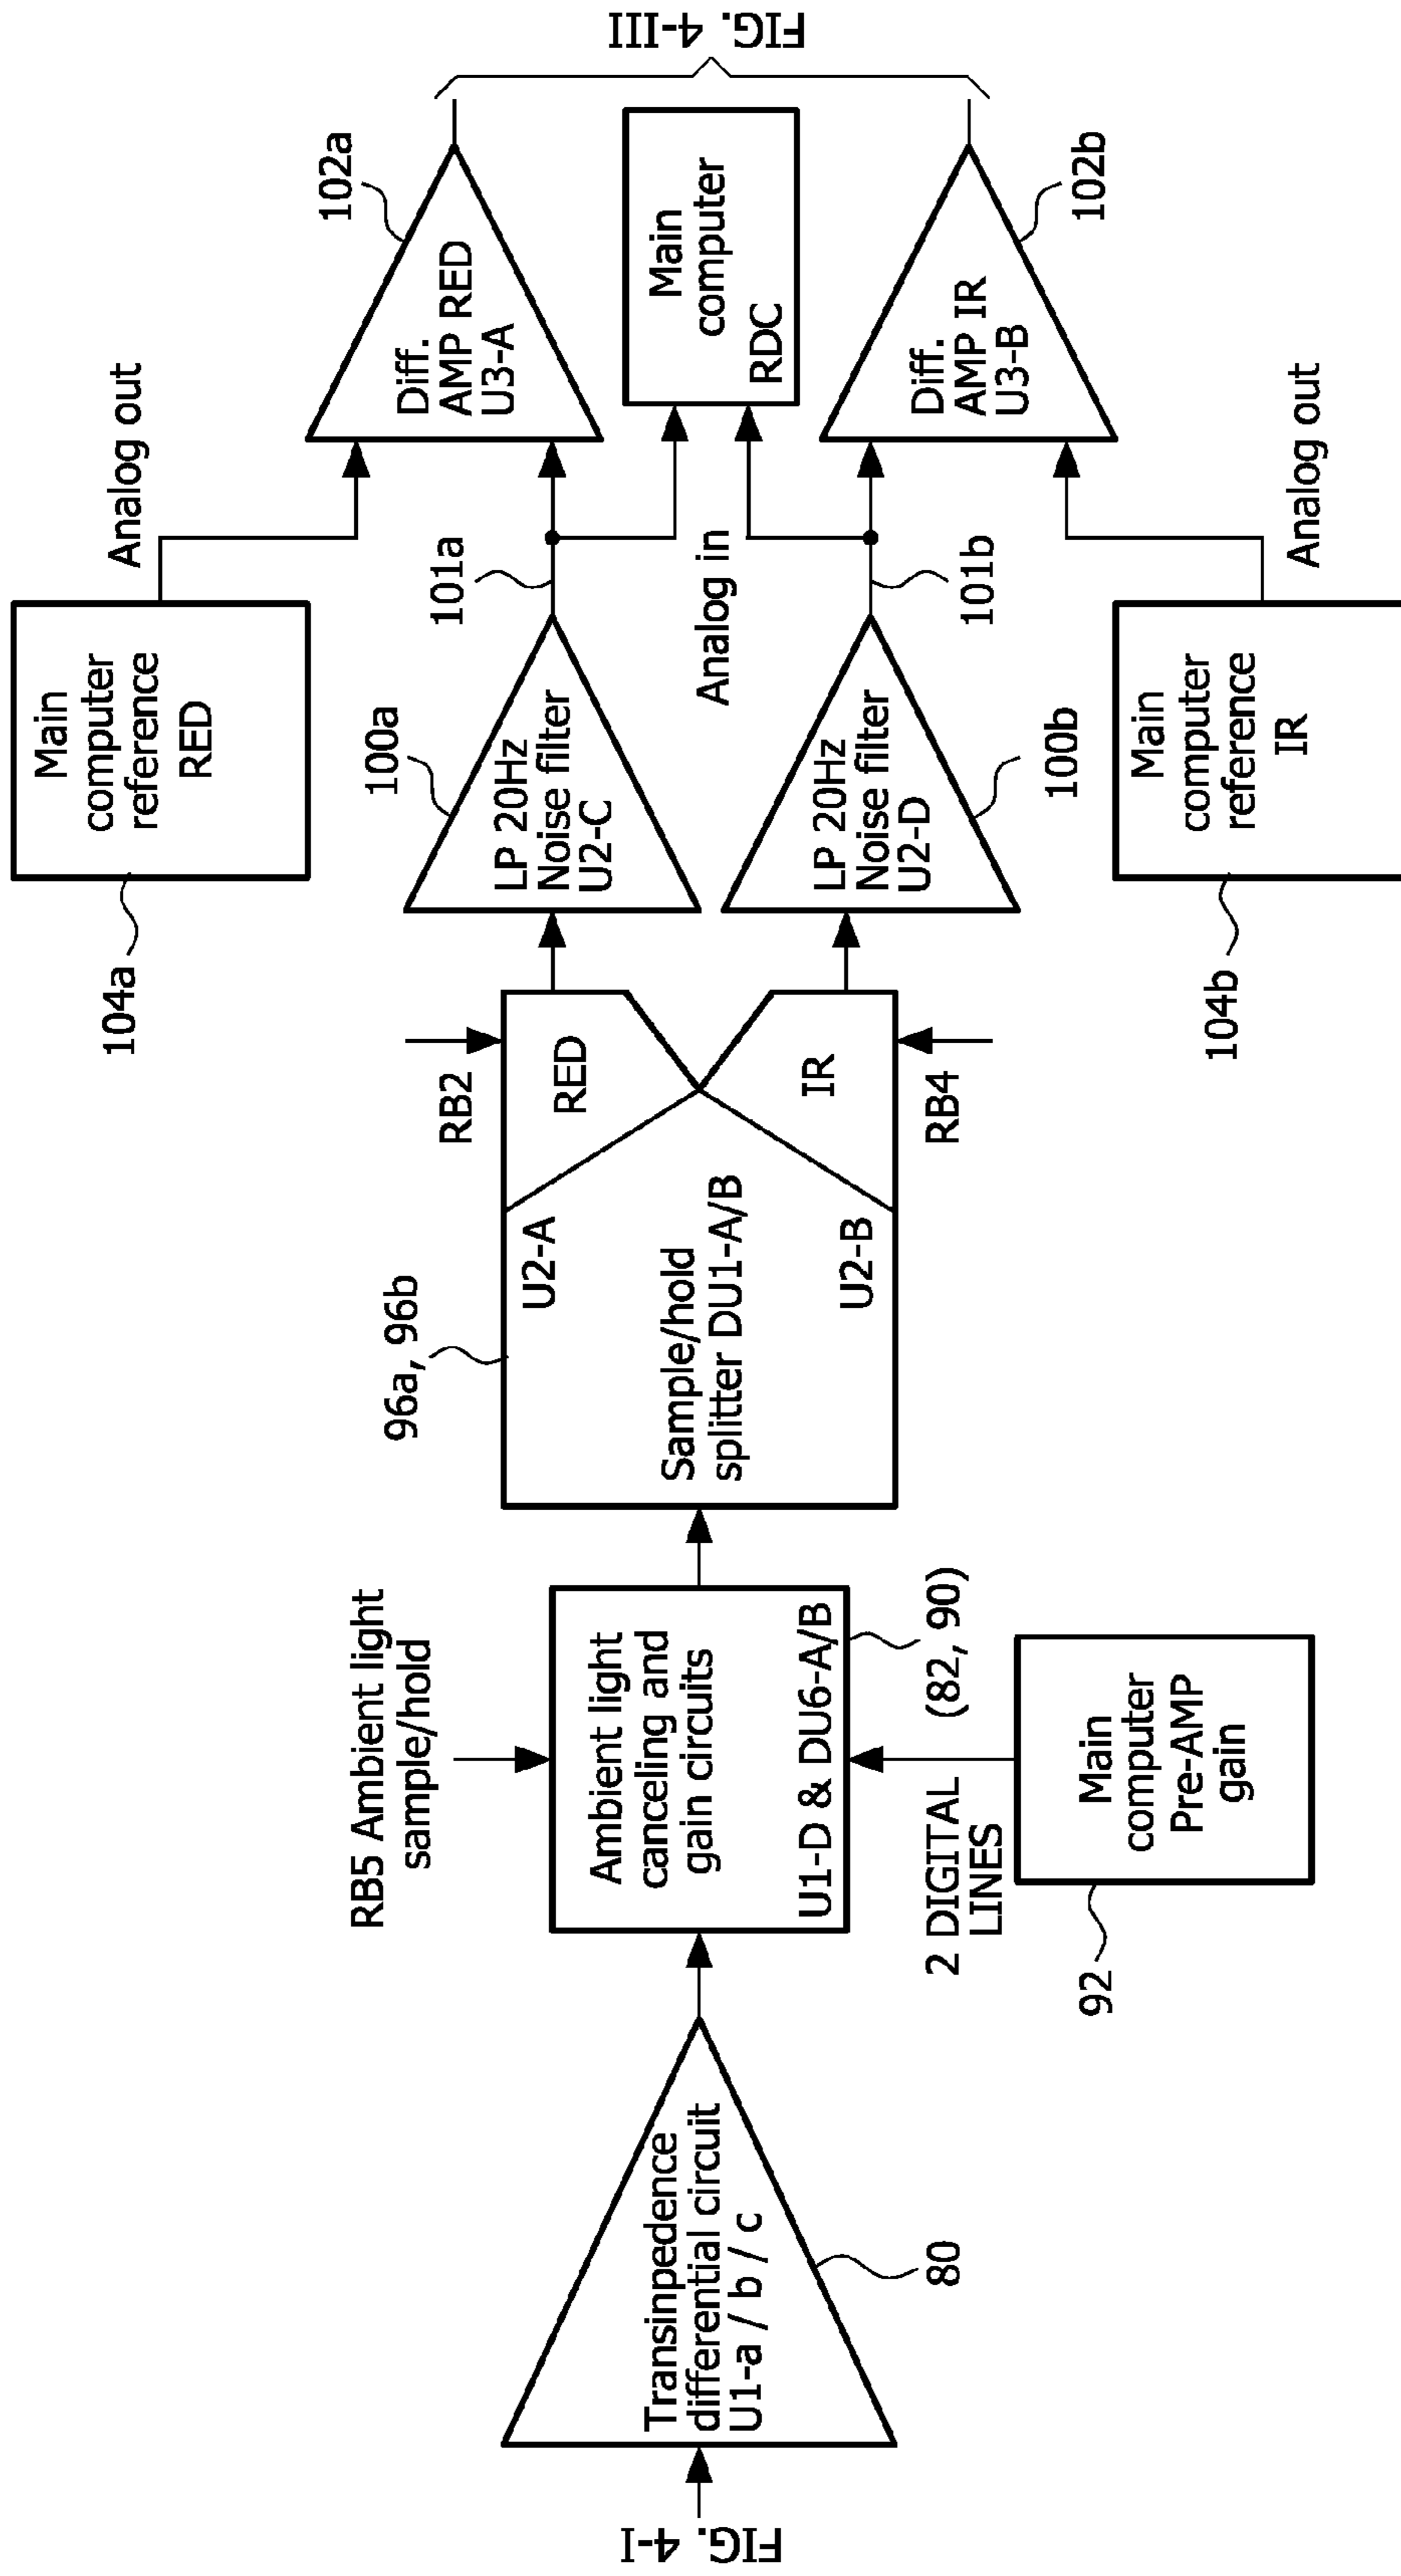 FIG. 4-I
Transinpedence
differential circuit
U1-a / b / c
80
RB5 Ambient light
sample/hold
Ambient light
canceling and
gain circuits
U1-D & DU6-A/B
(82, 90)
2 DIGITAL
LINES
Main
computer
Pre-AMP
gain
92
96a, 96b
U2-A
Sample/hold
splitter DU1-A/B
U2-B
RB2
RED
IR
RB4
104a
Main
computer
reference
RED
Analog out
100a
LP 20Hz
Noise filter
U2-C
101a
LP 20Hz
Noise filter
U2-D
100b
101b
Analog in
104b
Main
computer
reference
IR
Analog out
102a
Diff.
AMP RED
U3-A
Main
computer
RDC
Diff.
AMP IR
U3-B
102b
FIG. 4-III